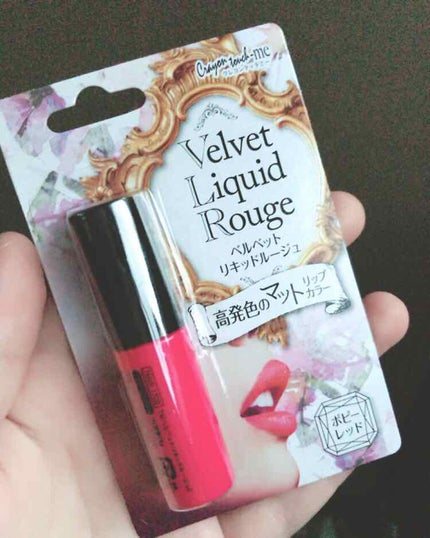 Crayon touch-me
クレヨンタッチミー
Velvet
Liquid
Rouge
ベルベット
リキッドルージュ
高発色のマットリップカラー
ポピー
レッド